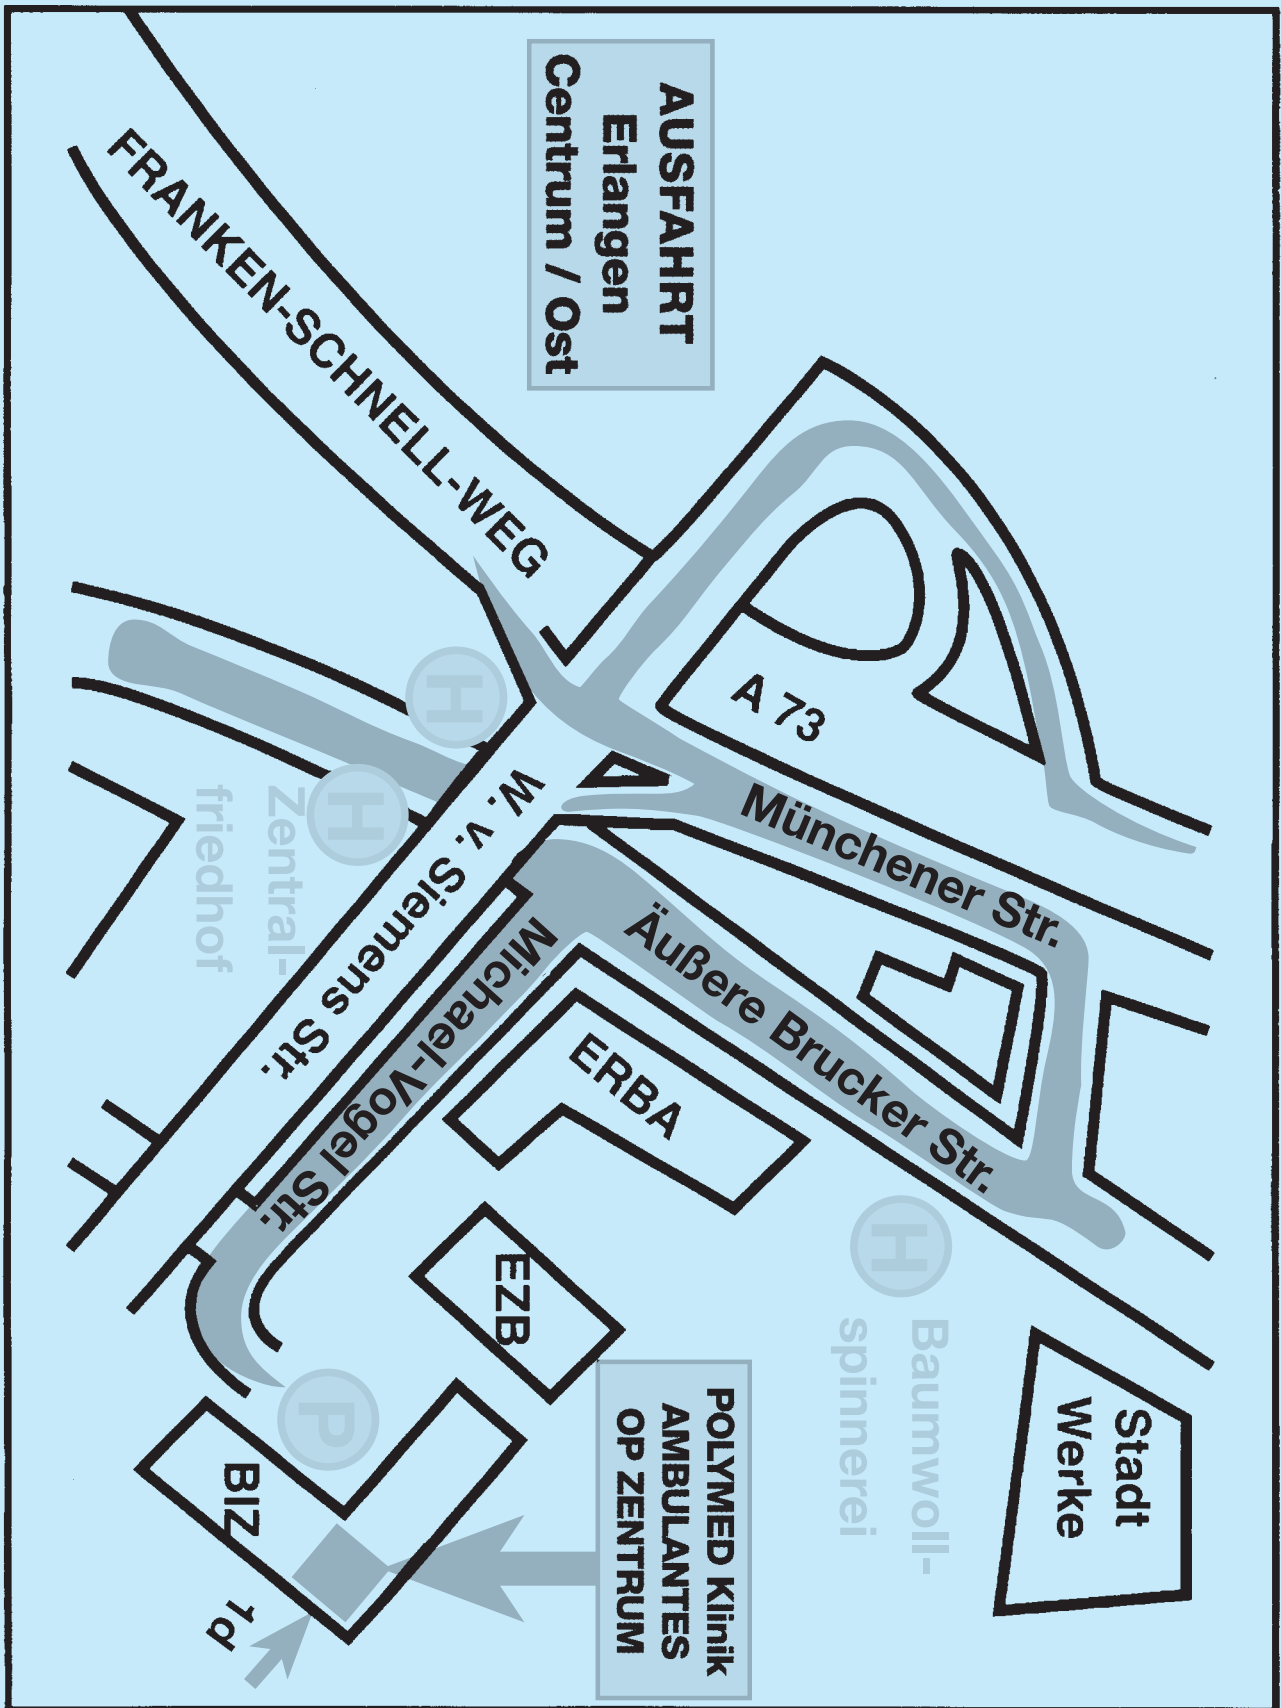 AUSFAHRT
Erlangen
Centrum / Ost
FRANKEN-SCHNELL-WEG
A 73
Münchener Str.
W. v. Siemens Str.
H
H
Zentral-
friedhof
Michael-Vogel Str.
Äußere Brucker Str.
ERBA
EZB
H
Baumwoll-
spinnerei
Stadt
Werke
POLYMED Klinik
AMBULANTES
OP ZENTRUM
P
BIZ
1d